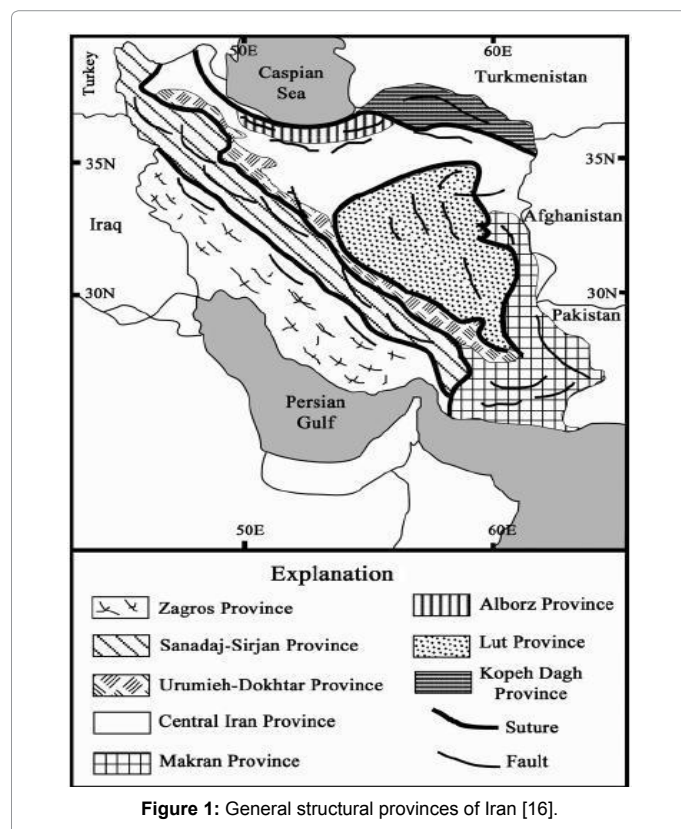 50E
60E
Turkey
Caspian
Sea
Turkmenistan
35N
35N
Iraq
Afghanistan
30N
30N
Pakistan
Persian
Gulf
50E
60E
Explanation
Zagros Province
Sanadaj-Sirjan Province
Urumieh-Dokhtar Province
Central Iran Province
Makran Province
Alborz Province
Lut Province
Kopeh Dagh
Province
Suture
Fault
Figure 1: General structural provinces of Iran [16].